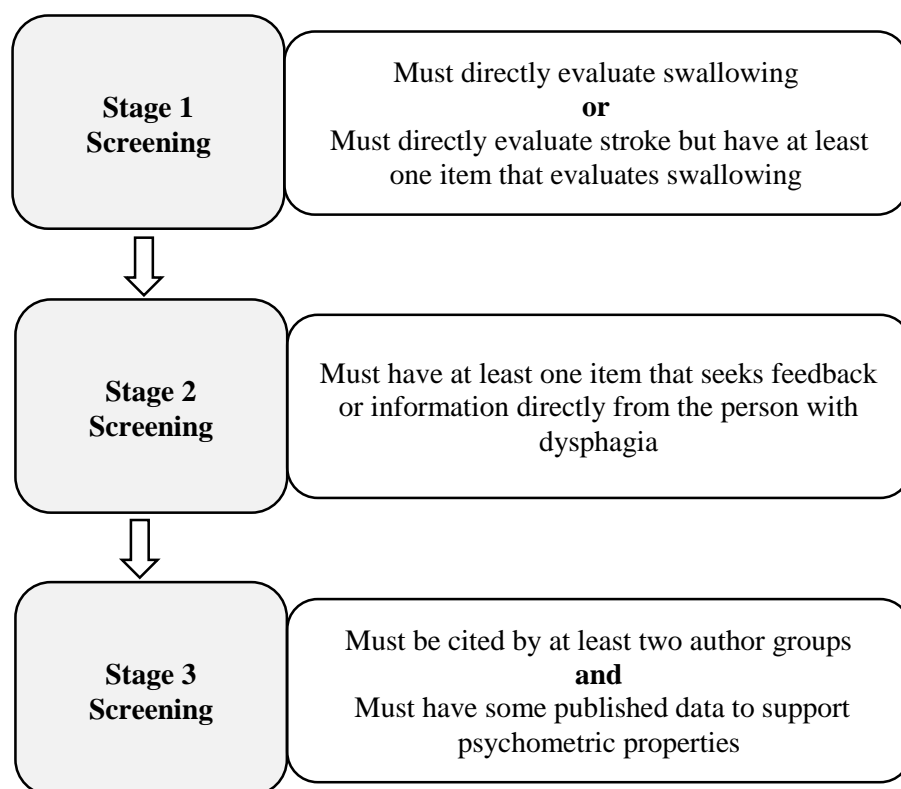 Stage 1
Screening
Must directly evaluate swallowing
or
Must directly evaluate stroke but have at least
one item that evaluates swallowing
Stage 2
Screening
Must have at least one item that seeks feedback
or information directly from the person with
dysphagia
Stage 3
Screening
Must be cited by at least two author groups
and
Must have some published data to support
psychometric properties